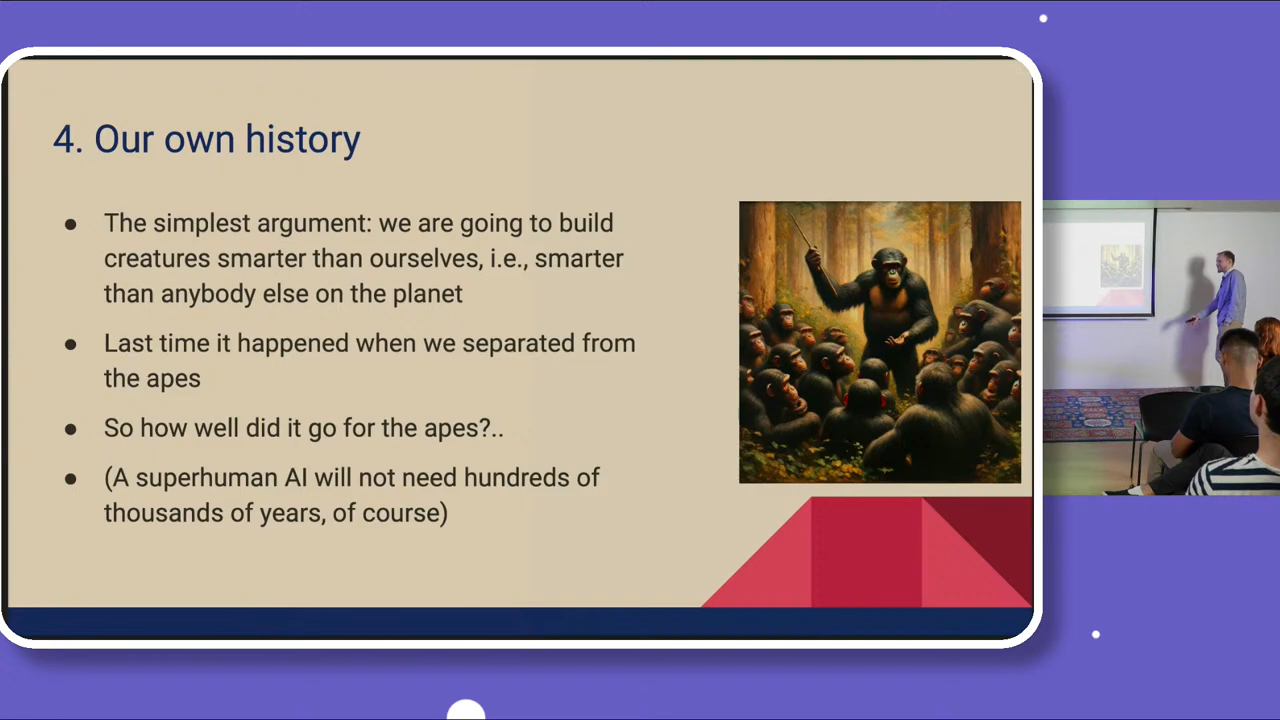 4. Our own history
● The simplest argument: we are going to build
creatures smarter than ourselves, i.e., smarter
than anybody else on the planet
● Last time it happened when we separated from
the apes
● So how well did it go for the apes?..
● (A superhuman AI will not need hundreds of
thousands of years, of course)